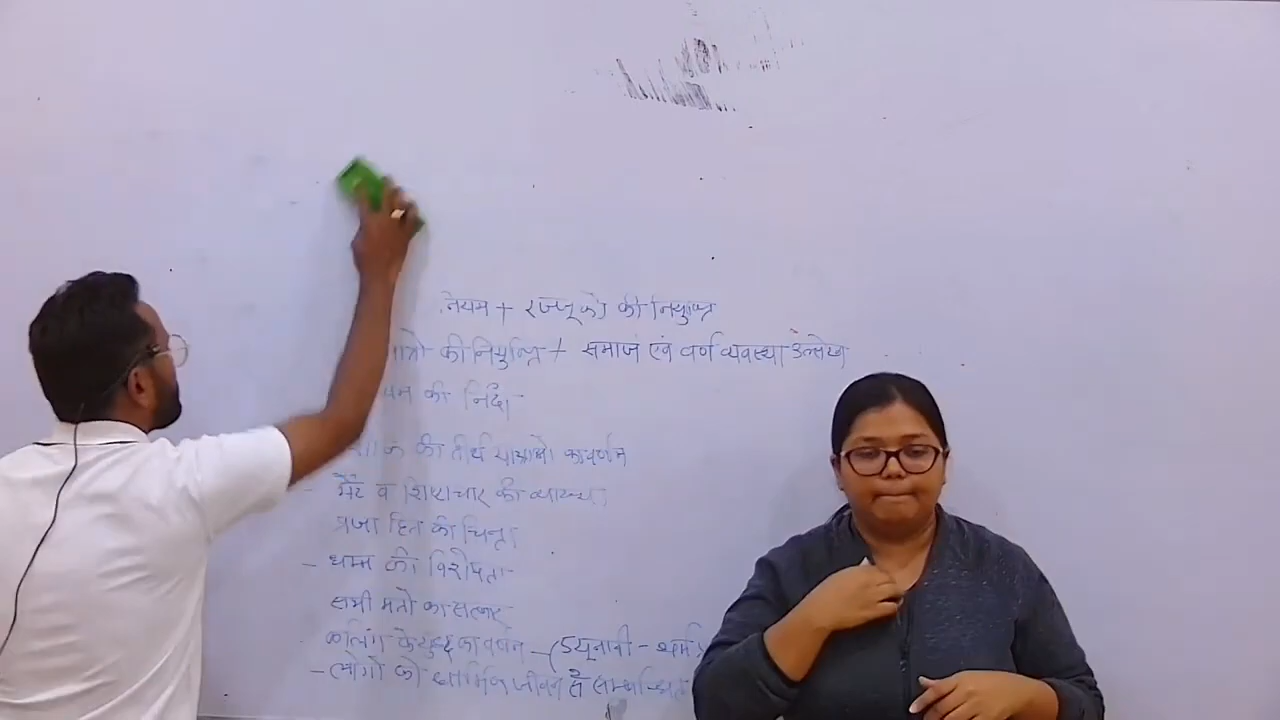 नियम + रज्जूको की नियुक्ति
की नियुक्ति + समाज एवं वर्ण व्यवस्था उल्लेख
की निंदा
की तीर्थ यात्राओ का वर्णन
- भेंट व शिष्टाचार की व्याख्या
प्रजा हित की चिन्ता
- धम्म की विशेषता
सभी मतो का सत्कार
कलिंग के युद्ध का वर्णन - (5 यूनानी -
- लोगो को धार्मिक जीवन से